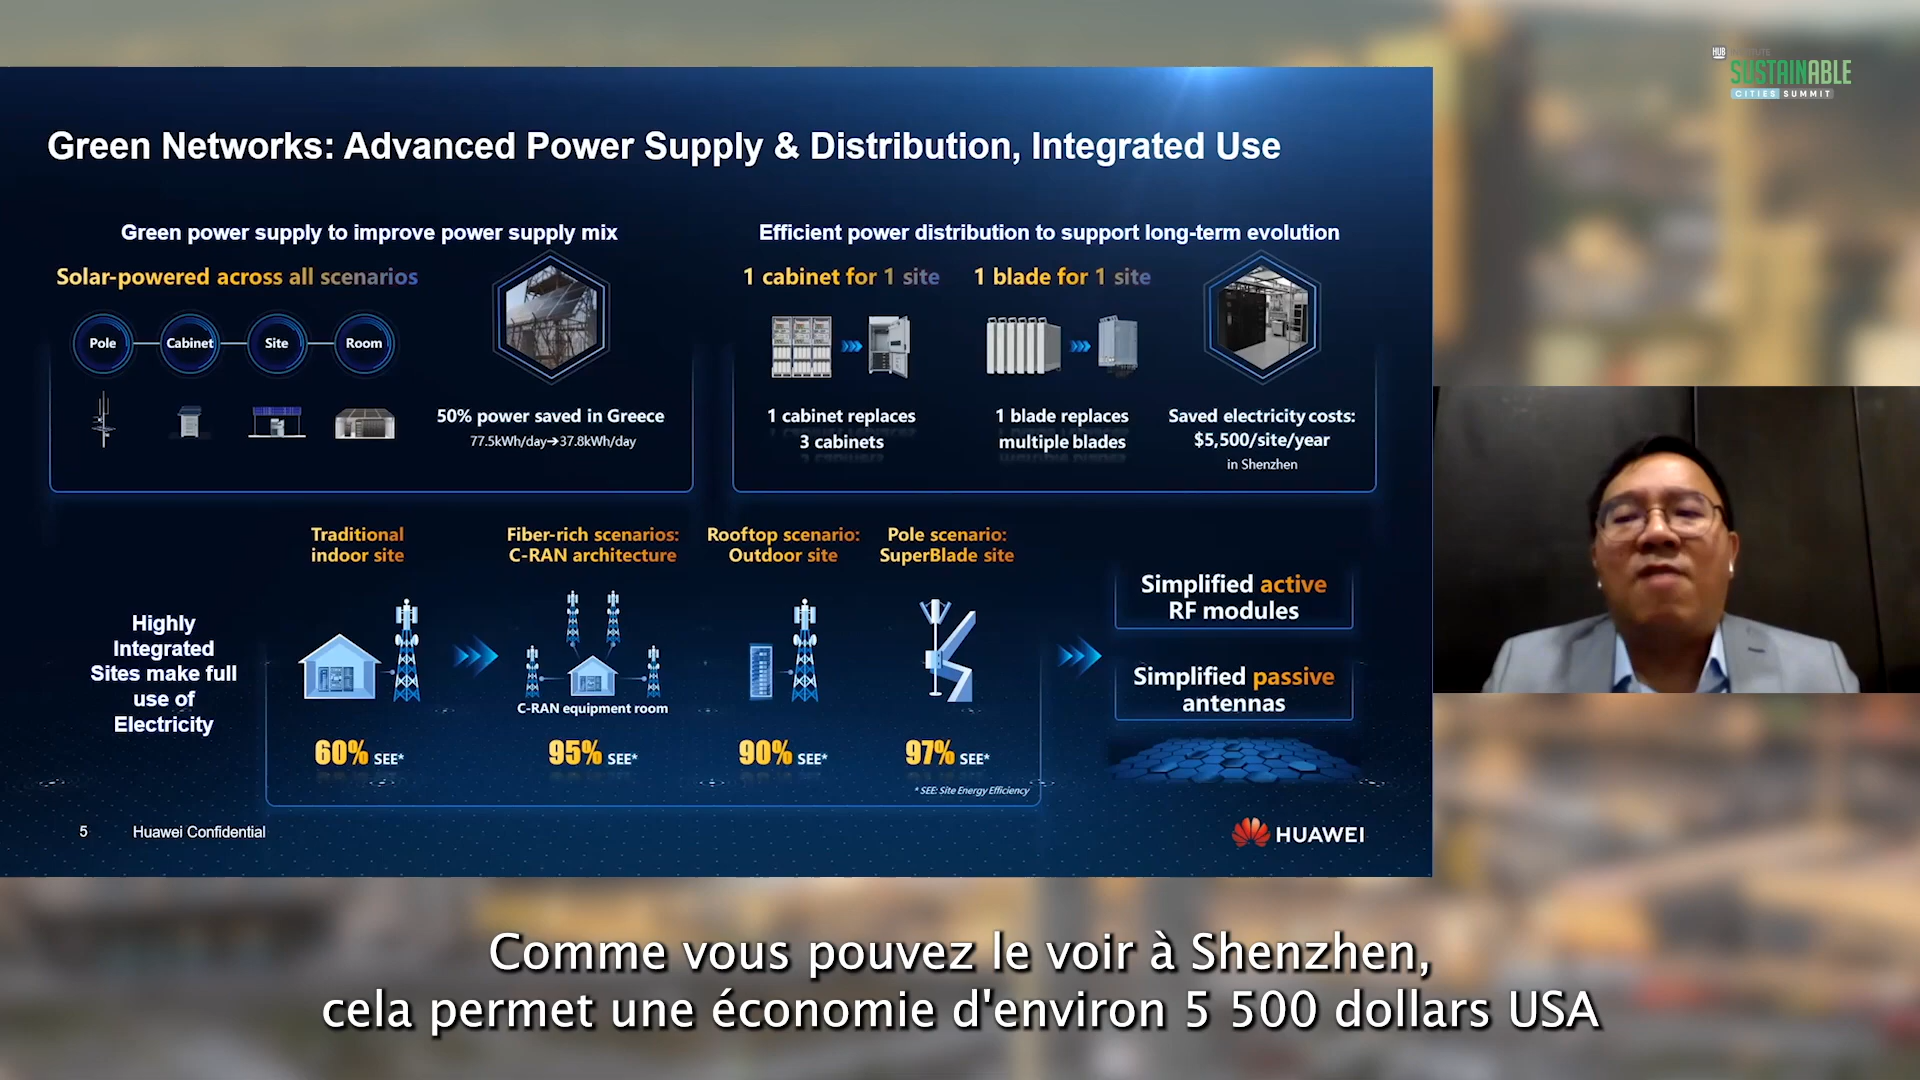 HUB INSTITUTE
SUSTAINABLE
CITIES SUMMIT
Green Networks: Advanced Power Supply & Distribution, Integrated Use
Green power supply to improve power supply mix
Solar-powered across all scenarios
Pole
Cabinet
Site
Room
50% power saved in Greece
77.5kWh/day➔37.8kWh/day
Efficient power distribution to support long-term evolution
1 cabinet for 1 site
1 blade for 1 site
1 cabinet replaces
3 cabinets
1 blade replaces
multiple blades
Saved electricity costs:
$5,500/site/year
in Shenzhen
Highly
Integrated
Sites make full
use of
Electricity
Traditional
indoor site
60% SEE*
Fiber-rich scenarios:
C-RAN architecture
C-RAN equipment room
95% SEE*
Rooftop scenario:
Outdoor site
90% SEE*
Pole scenario:
SuperBlade site
97% SEE*
* SEE: Site Energy Efficiency
Simplified active
RF modules
Simplified passive
antennas
5
Huawei Confidential
HUAWEI
Comme vous pouvez le voir à Shenzhen,
cela permet une économie d'environ 5 500 dollars USA